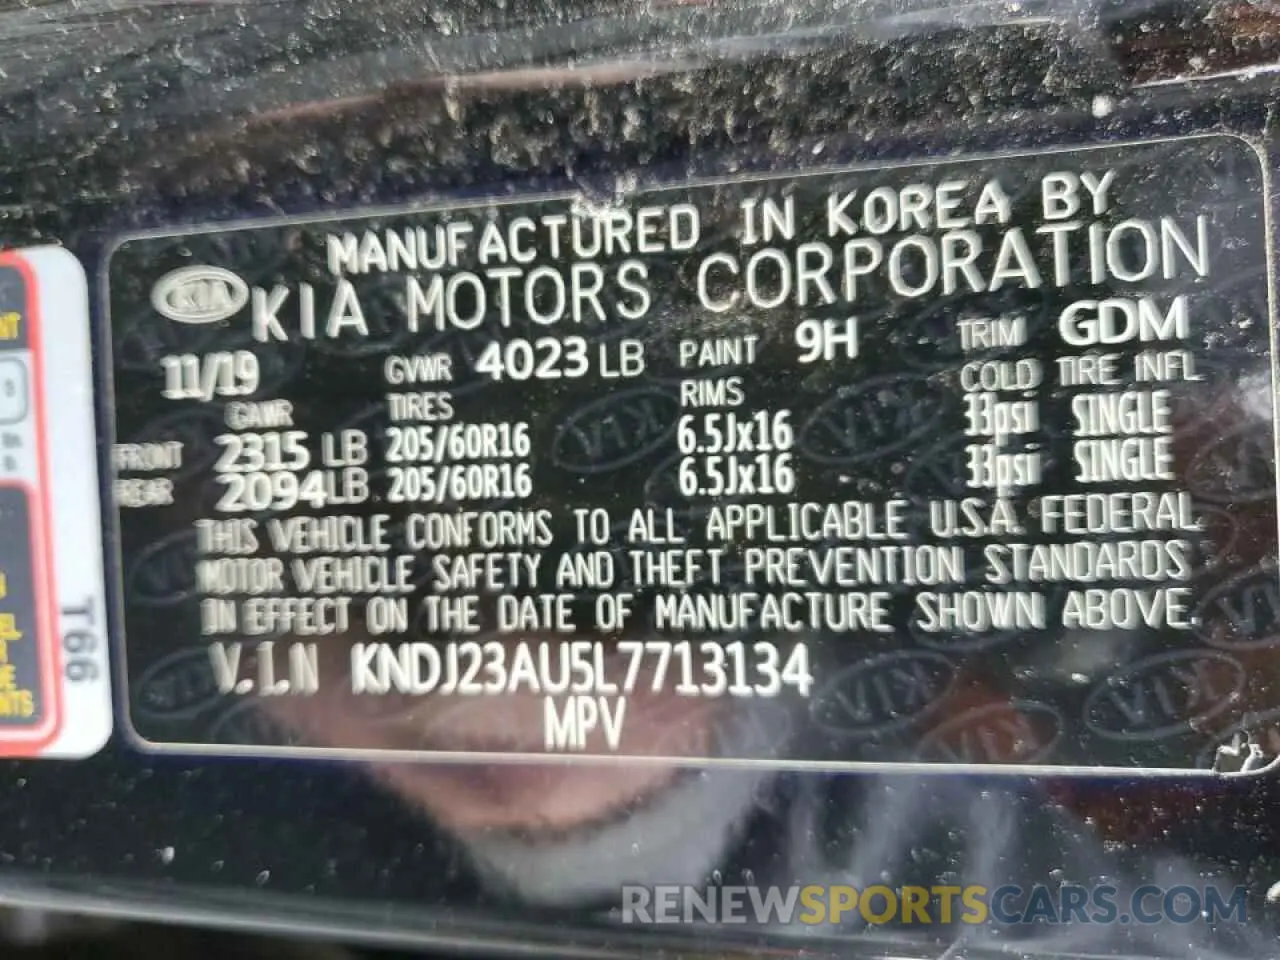 MANUFACTURED IN KOREA BY
KIA KIA MOTORS CORPORATION
11/19 GVWR 4023 LB PAINT 9H TRIM GDM
GAWR TIRES RIMS COLD TIRE INFL
FRONT 2315 LB 205/60R16 6.5Jx16 33psi SINGLE
REAR 2094LB 205/60R16 6.5Jx16 33psi SINGLE
THIS VEHICLE CONFORMS TO ALL APPLICABLE U.S.A. FEDERAL
MOTOR VEHICLE SAFETY AND THEFT PREVENTION STANDARDS
IN EFFECT ON THE DATE OF MANUFACTURE SHOWN ABOVE.
V.I.N KNDJ23AU5L7713134
MPV
T66
RENEWSPORTSCARS.COM